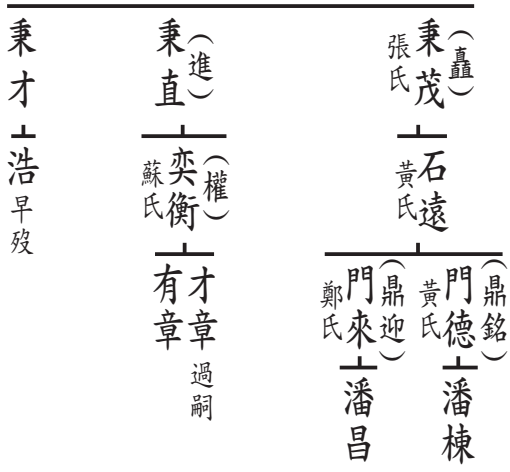 秉茂(矗)
張氏
秉直(進)
秉才
石遠
黃氏
奕衡(權)
蘇氏
浩 早歿
門德(鼎銘)
黃氏
門來(鼎迎)
鄭氏
才章 過嗣
有章
潘棟
潘昌